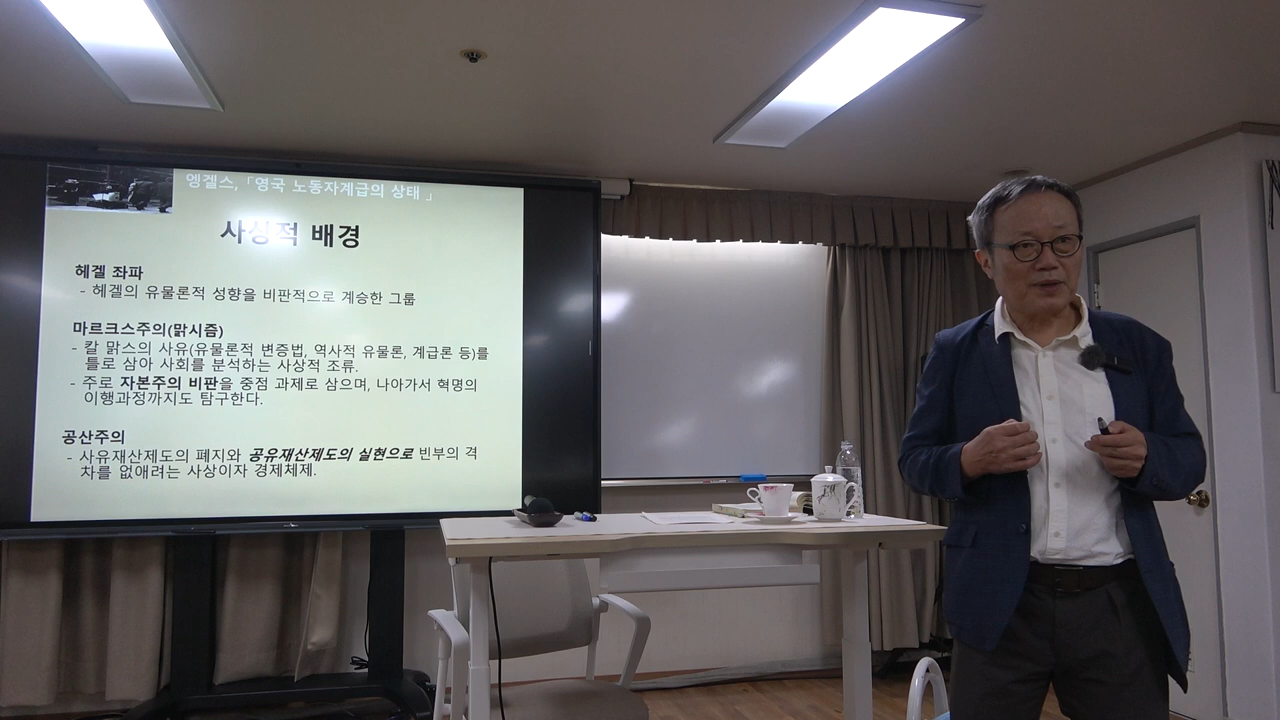 엥겔스, 「영국 노동자계급의 상태 」
사상적 배경
헤겔 좌파
- 헤겔의 유물론적 성향을 비판적으로 계승한 그룹
마르크스주의(맑시즘)
- 칼 맑스의 사유(유물론적 변증법, 역사적 유물론, 계급론 등)를
틀로 삼아 사회를 분석하는 사상적 조류.
- 주로 자본주의 비판을 중점 과제로 삼으며, 나아가서 혁명의
이행과정까지도 탐구한다.
공산주의
- 사유재산제도의 폐지와 공유재산제도의 실현으로 빈부의 격
차를 없애려는 사상이자 경제체제.